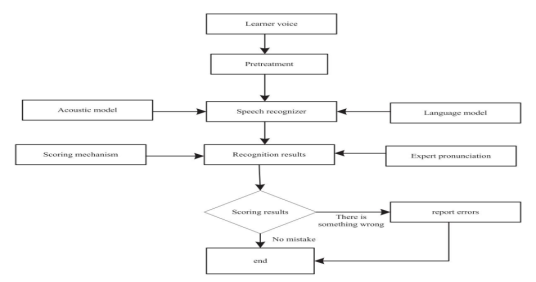 Learner voice
Pretreatment
Acoustic model
Speech recognizer
Language model
Scoring mechanism
Recognition results
Expert pronunciation
Scoring results
There is
something wrong
report errors
No mistake
end